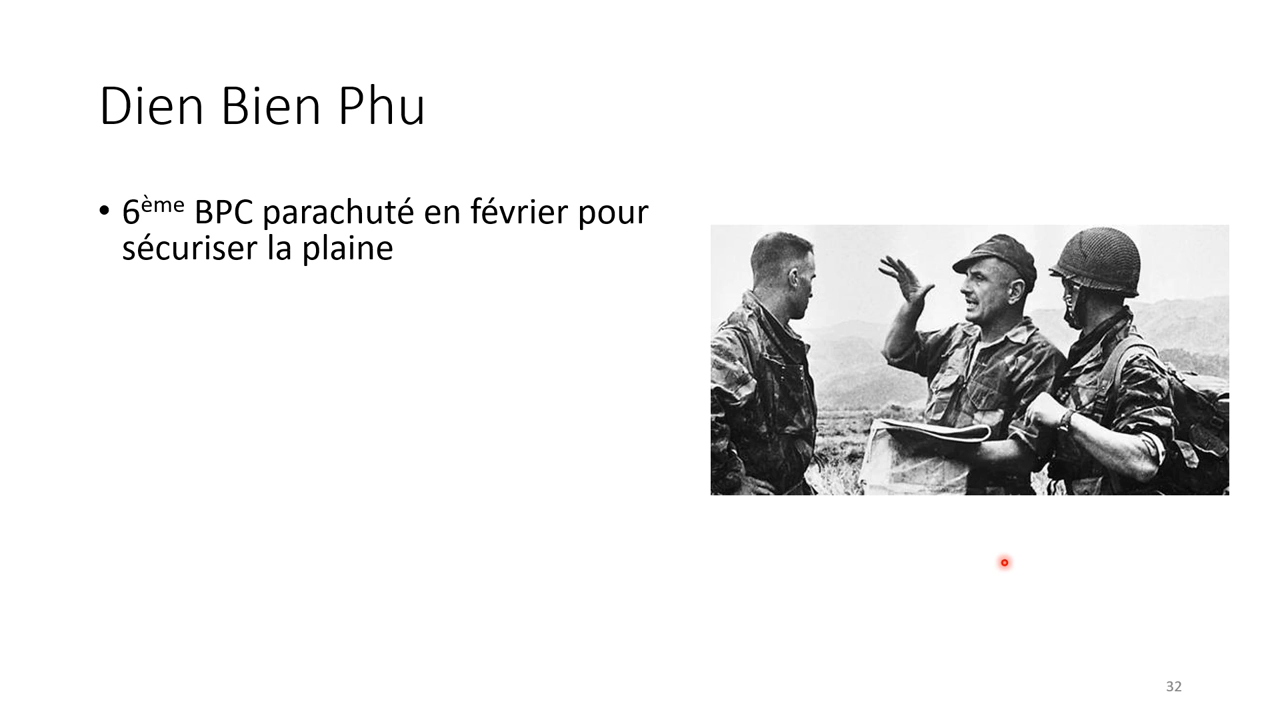 Dien Bien Phu
• 6ème BPC parachuté en février pour
sécuriser la plaine
32